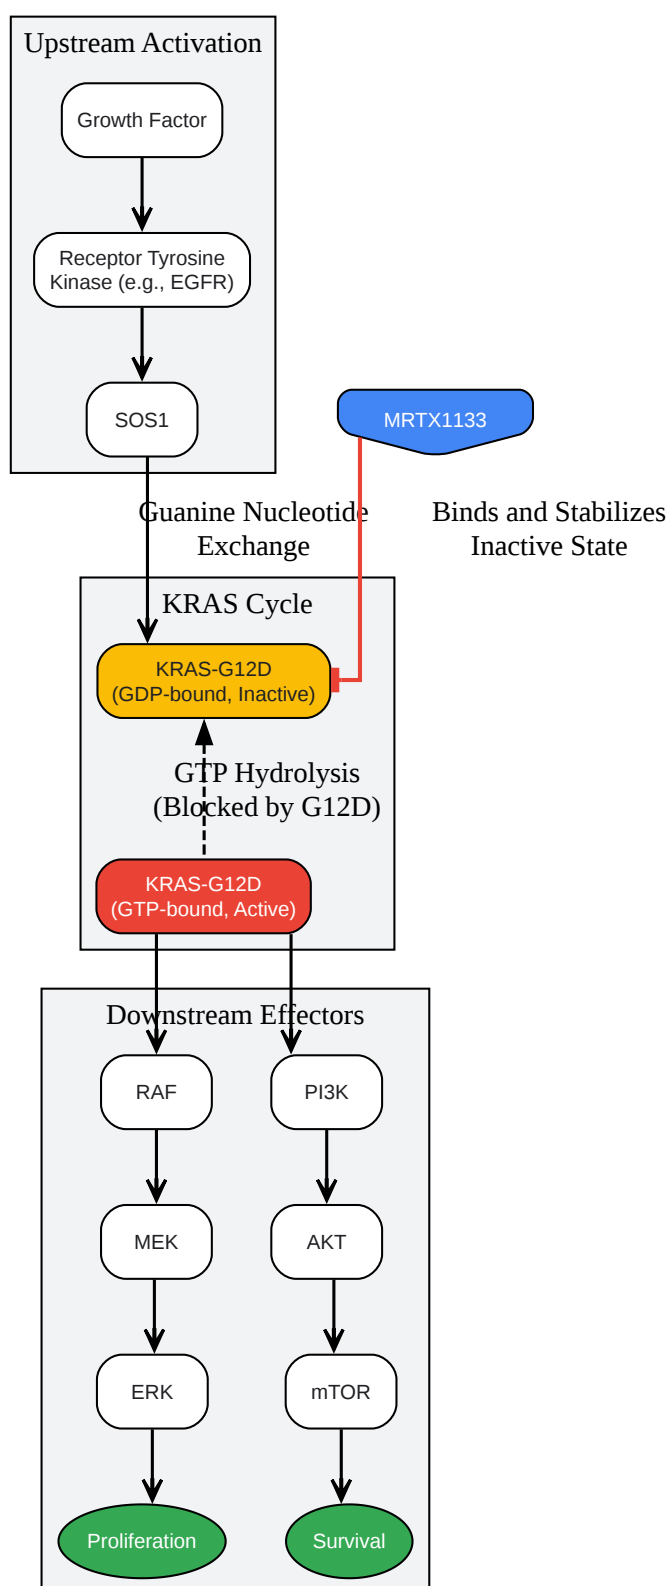 Upstream Activation
Growth Factor
Receptor Tyrosine
Kinase (e.g., EGFR)
SOS1
MRTX1133
Guanine Nucleotide
Exchange
Binds and Stabilizes
Inactive State
KRAS Cycle
KRAS-G12D
(GDP-bound, Inactive)
GTP Hydrolysis
(Blocked by G12D)
KRAS-G12D
(GTP-bound, Active)
Downstream Effectors
RAF
PI3K
MEK
AKT
ERK
mTOR
Proliferation
Survival